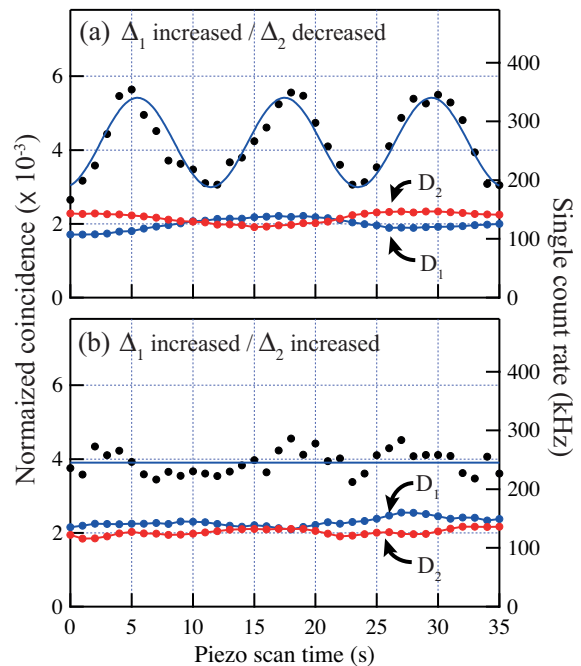 (a) Δ₁ increased / Δ₂ decreased
6
4
2
0
400
300
200
100
0
D₂
D₁
Normaized coincidence (x 10⁻³)
Single count rate (kHz)
(b) Δ₁ increased / Δ₂ increased
6
4
2
0
400
300
200
100
0
D₁
D₂
0 5 10 15 20 25 30 35
Piezo scan time (s)